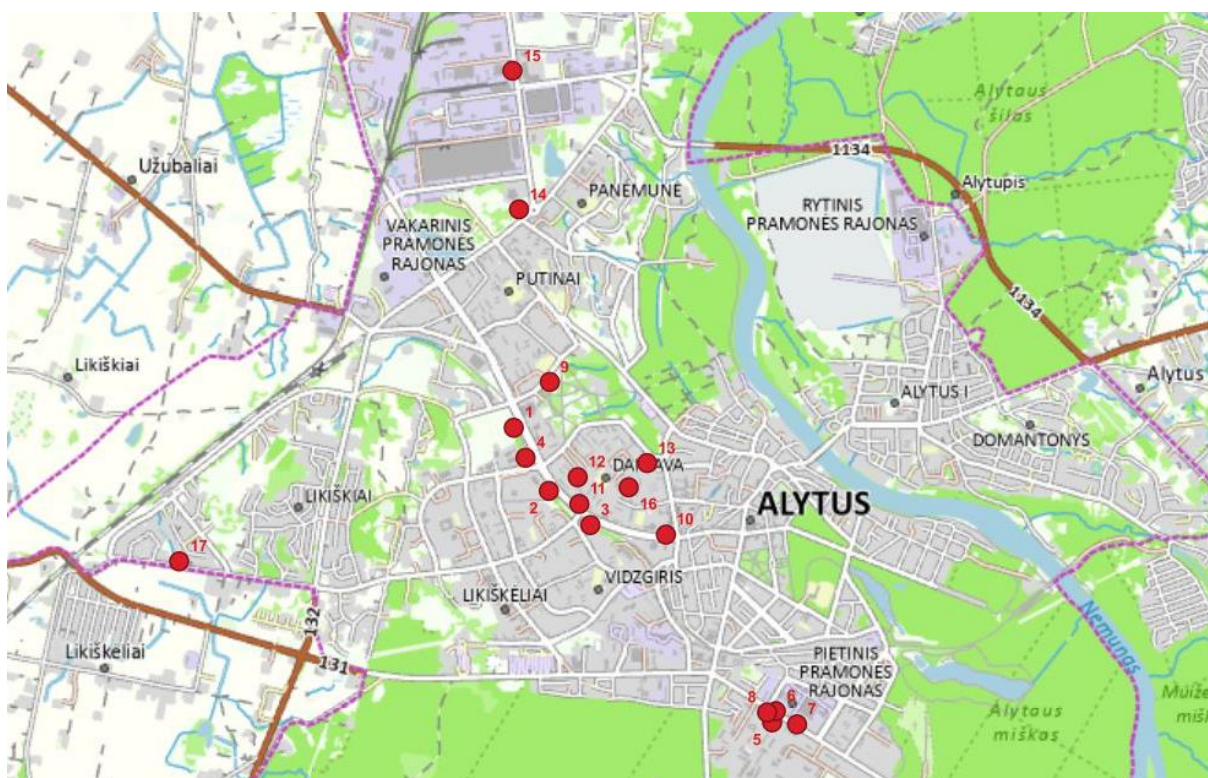 15
Alytaus
šilas
1134
Užubaliai
PANEMUNĖ
Alytupis
14
RYTINIS
PRAMONĖS RAJONAS
VAKARINIS
PRAMONĖS
RAJONAS
PUTINAI
1134
Likiškiai
9
Alytus
ALYTUS I
1
DOMANTONYS
4
13
12
DAINAVA
LIKIŠKIAI
11
2
16
3
ALYTUS
10
17
VIDZGIRIS
LIKIŠKĖLIAI
Nemunas
132
Likiškėliai
131
PIETINIS
PRAMONĖS
RAJONAS
8
6
7
5
Alytaus
miškas